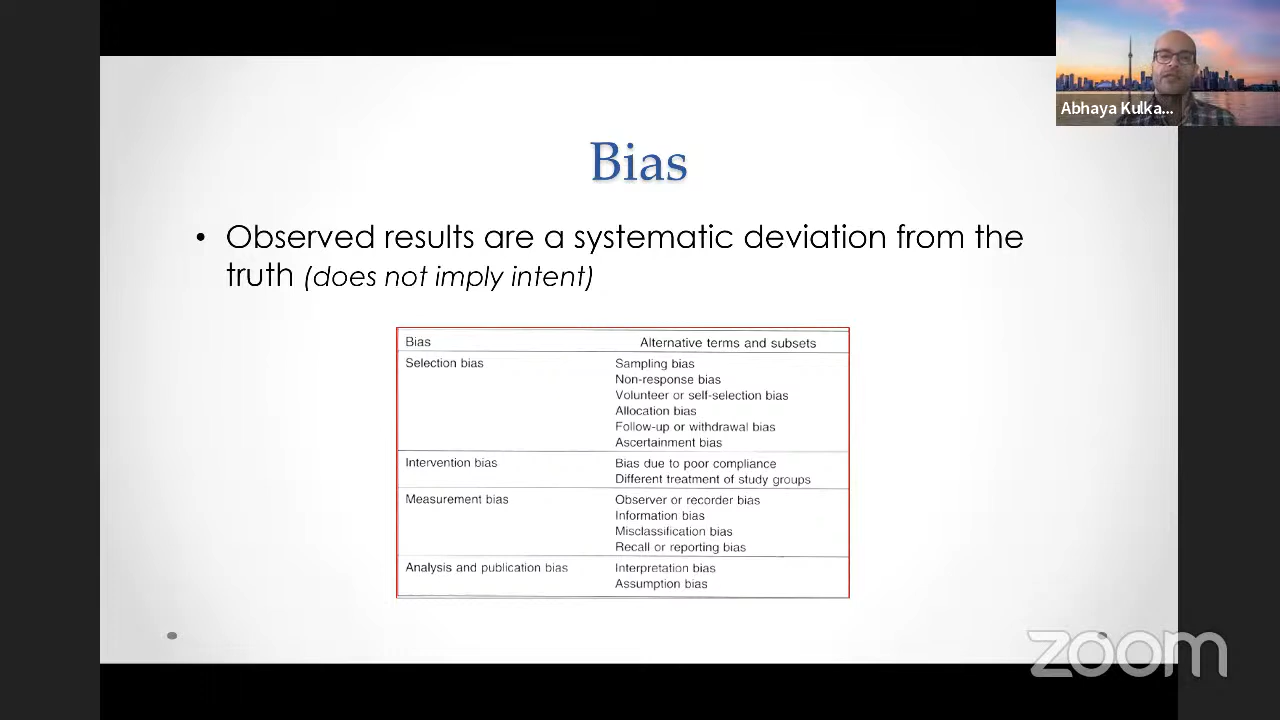 Abhaya Kulka...
Bias
• Observed results are a systematic deviation from the
truth (does not imply intent)
Bias Alternative terms and subsets
Selection bias Sampling bias
Non-response bias
Volunteer or self-selection bias
Allocation bias
Follow-up or withdrawal bias
Ascertainment bias
Intervention bias Bias due to poor compliance
Different treatment of study groups
Measurement bias Observer or recorder bias
Information bias
Misclassification bias
Recall or reporting bias
Analysis and publication bias Interpretation bias
Assumption bias
zoom